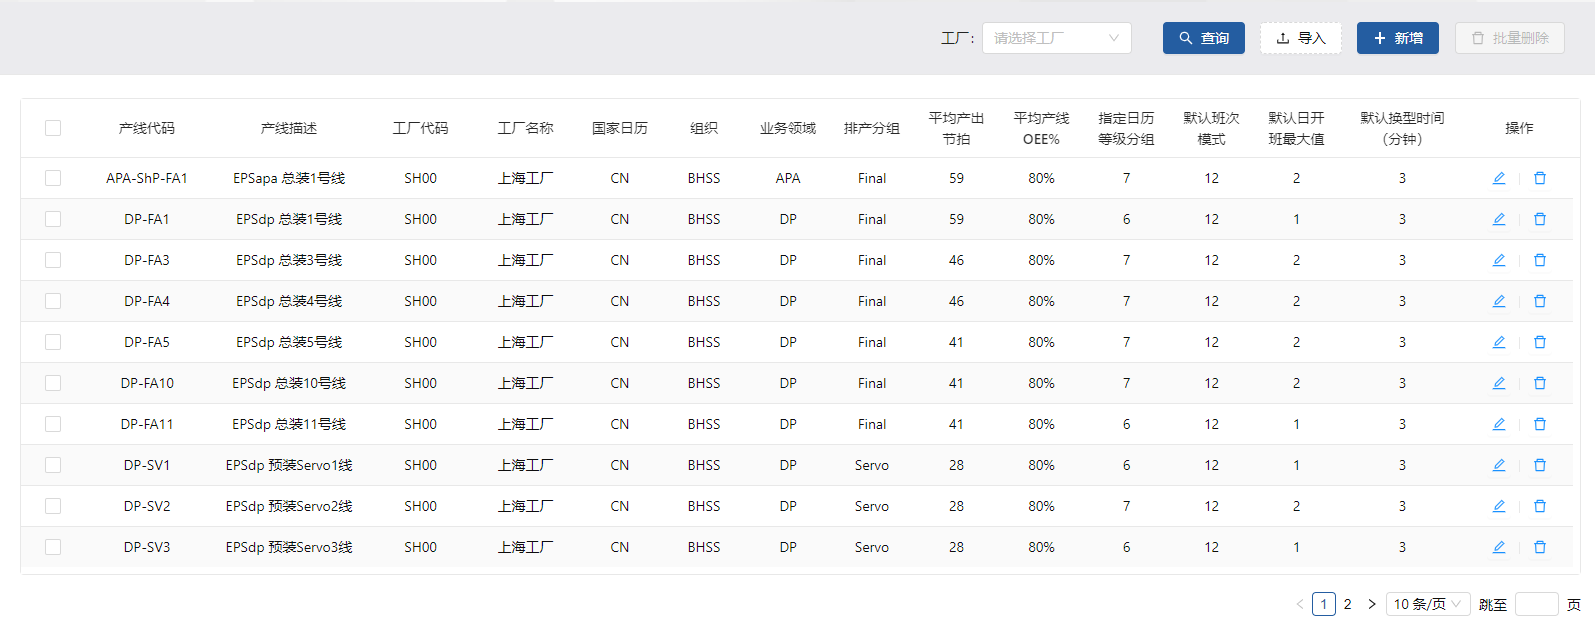 工厂: 请选择工厂 查询 导入 新增 批量删除
产线代码 产线描述 工厂代码 工厂名称 国家日历 组织 业务领域 排产分组 平均产出节拍 平均产线OEE% 指定日历等级分组 默认班次模式 默认日开班最大值 默认换型时间（分钟） 操作
APA-ShP-FA1 EPSapa 总装1号线 SH00 上海工厂 CN BHSS APA Final 59 80% 7 12 2 3
DP-FA1 EPSdp 总装1号线 SH00 上海工厂 CN BHSS DP Final 59 80% 6 12 1 3
DP-FA3 EPSdp 总装3号线 SH00 上海工厂 CN BHSS DP Final 46 80% 7 12 2 3
DP-FA4 EPSdp 总装4号线 SH00 上海工厂 CN BHSS DP Final 46 80% 7 12 2 3
DP-FA5 EPSdp 总装5号线 SH00 上海工厂 CN BHSS DP Final 41 80% 7 12 2 3
DP-FA10 EPSdp 总装10号线 SH00 上海工厂 CN BHSS DP Final 41 80% 7 12 2 3
DP-FA11 EPSdp 总装11号线 SH00 上海工厂 CN BHSS DP Final 41 80% 6 12 1 3
DP-SV1 EPSdp 预装Servo1线 SH00 上海工厂 CN BHSS DP Servo 28 80% 6 12 1 3
DP-SV2 EPSdp 预装Servo2线 SH00 上海工厂 CN BHSS DP Servo 28 80% 7 12 2 3
DP-SV3 EPSdp 预装Servo3线 SH00 上海工厂 CN BHSS DP Servo 28 80% 6 12 1 3
< 1 2 > 10 条/页 跳至 页